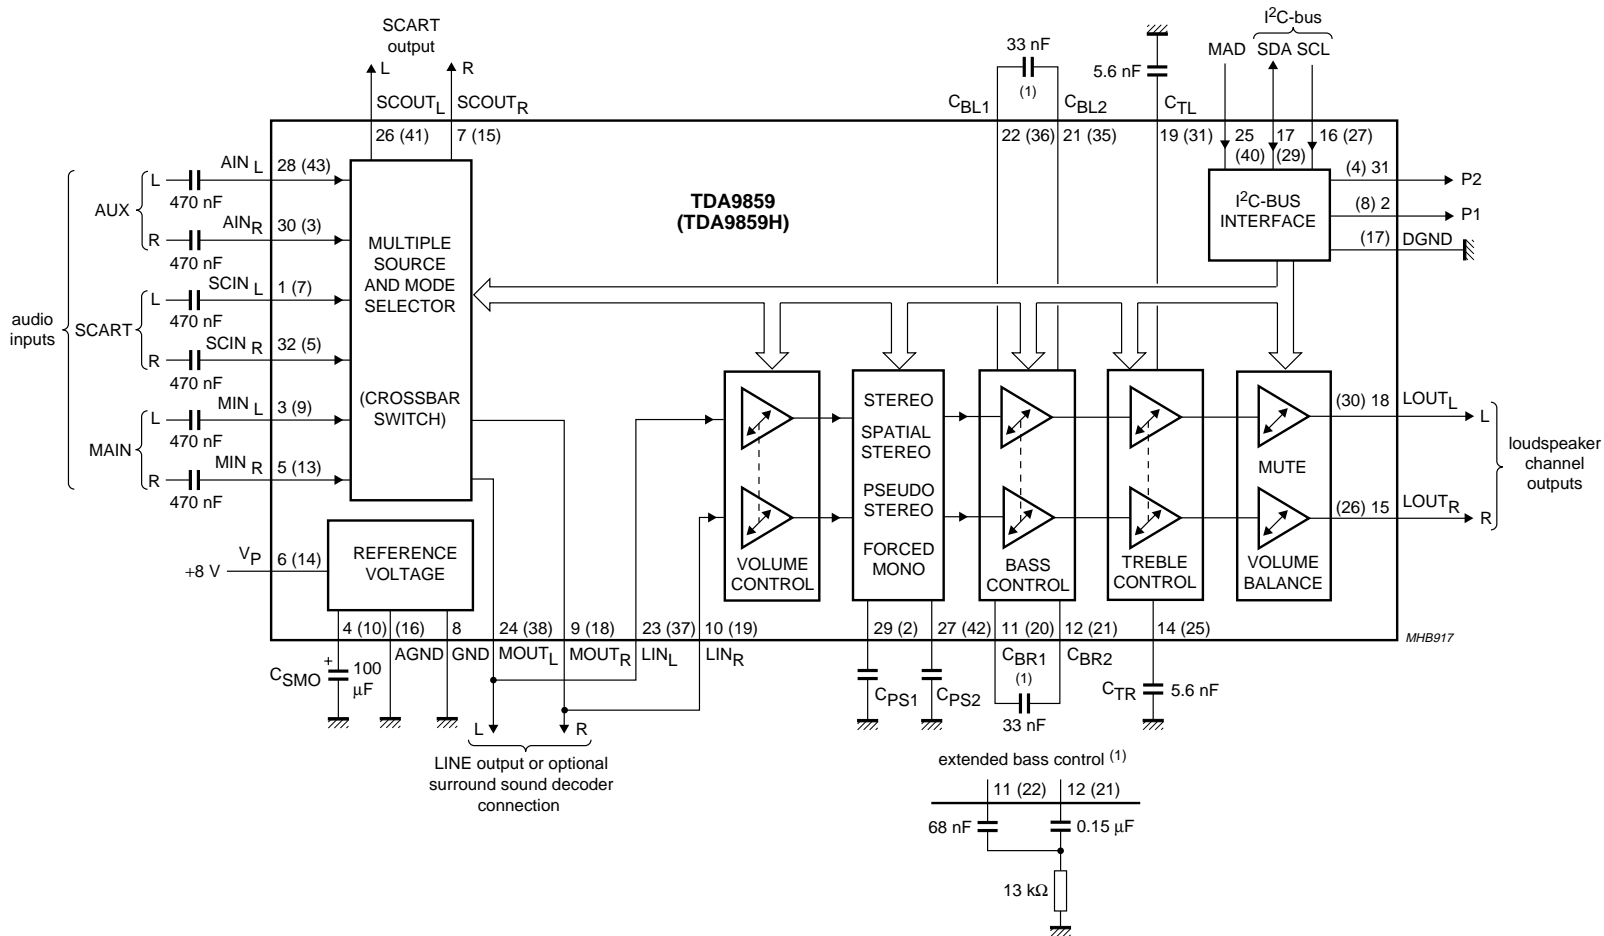 SCART
output
L
R
SCOUTL
SCOUTR
26 (41)
7 (15)
33 nF
(1)
CBL1
CBL2
22 (36)
21 (35)
5.6 nF
CTL
19 (31)
I2C-bus
MAD
SDA
SCL
25
(40)
17
(29)
16 (27)
audio
inputs
AUX
L
470 nF
AIN L
28 (43)
R
470 nF
AINR
30 (3)
SCART
L
470 nF
SCIN L
1 (7)
R
470 nF
SCIN R
32 (5)
MAIN
L
470 nF
MIN L
3 (9)
R
470 nF
MIN R
5 (13)
MULTIPLE
SOURCE
AND MODE
SELECTOR
(CROSSBAR
SWITCH)
TDA9859
(TDA9859H)
I2C-BUS
INTERFACE
(4) 31
P2
(8) 2
P1
(17)
DGND
VOLUME
CONTROL
STEREO
SPATIAL
STEREO
PSEUDO
STEREO
FORCED
MONO
BASS
CONTROL
TREBLE
CONTROL
MUTE
VOLUME
BALANCE
(30) 18
LOUTL
L
(26) 15
LOUTR
R
loudspeaker
channel
outputs
+8 V
VP
6 (14)
REFERENCE
VOLTAGE
4 (10)
(16)
8
24 (38)
9 (18)
23 (37)
10 (19)
29 (2)
27 (42)
11 (20)
12 (21)
14 (25)
MHB917
CSMO
+
100
μF
AGND
GND
MOUTL
MOUTR
LINL
LINR
CPS1
CPS2
CBR1
(1)
CBR2
33 nF
CTR
5.6 nF
L
R
LINE output or optional
surround sound decoder
connection
extended bass control (1)
11 (22)
12 (21)
68 nF
0.15 μF
13 kΩ